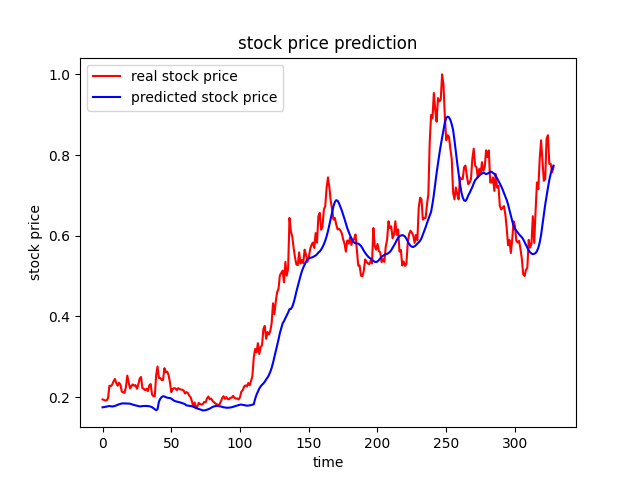 stock price prediction
real stock price
predicted stock price
stock price
1.0
0.8
0.6
0.4
0.2
0 50 100 150 200 250 300
time